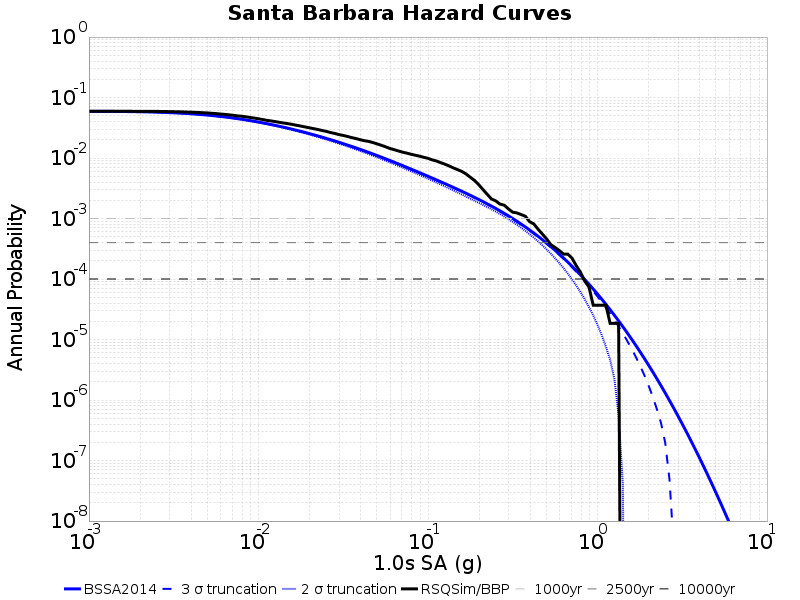 Santa Barbara Hazard Curves
Annual Probability
10^0
10^-1
10^-2
10^-3
10^-4
10^-5
10^-6
10^-7
10^-8
10^-3 10^-2 10^-1 10^0 10^1
1.0s SA (g)
BSSA2014 3 σ truncation 2 σ truncation RSQSim/BBP 1000yr 2500yr 10000yr